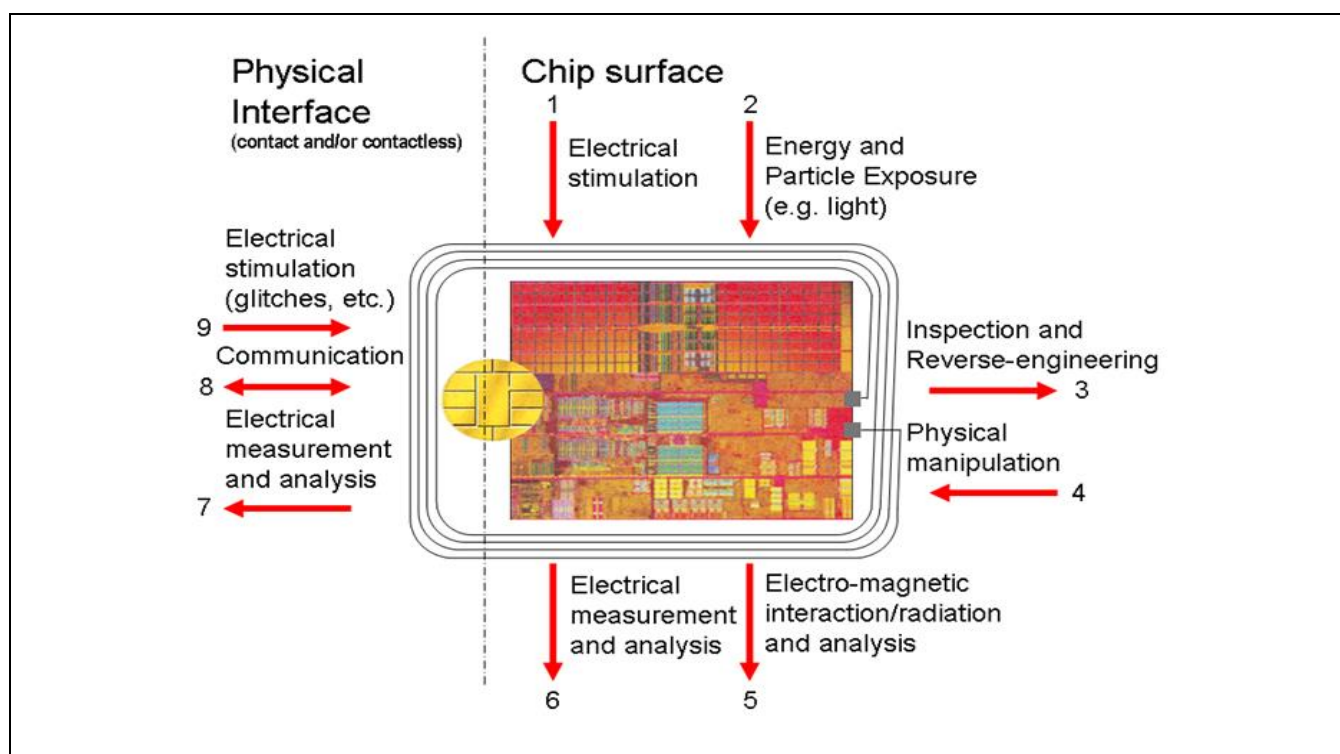 Physical
Interface
(contact and/or contactless)
Chip surface
1
Electrical
stimulation
2
Energy and
Particle Exposure
(e.g. light)
Electrical
stimulation
(glitches, etc.)
9
Communication
8
Electrical
measurement
and analysis
7
Inspection and
Reverse-engineering
3
Physical
manipulation
4
Electrical
measurement
and analysis
6
Electro-magnetic
interaction/radiation
and analysis
5